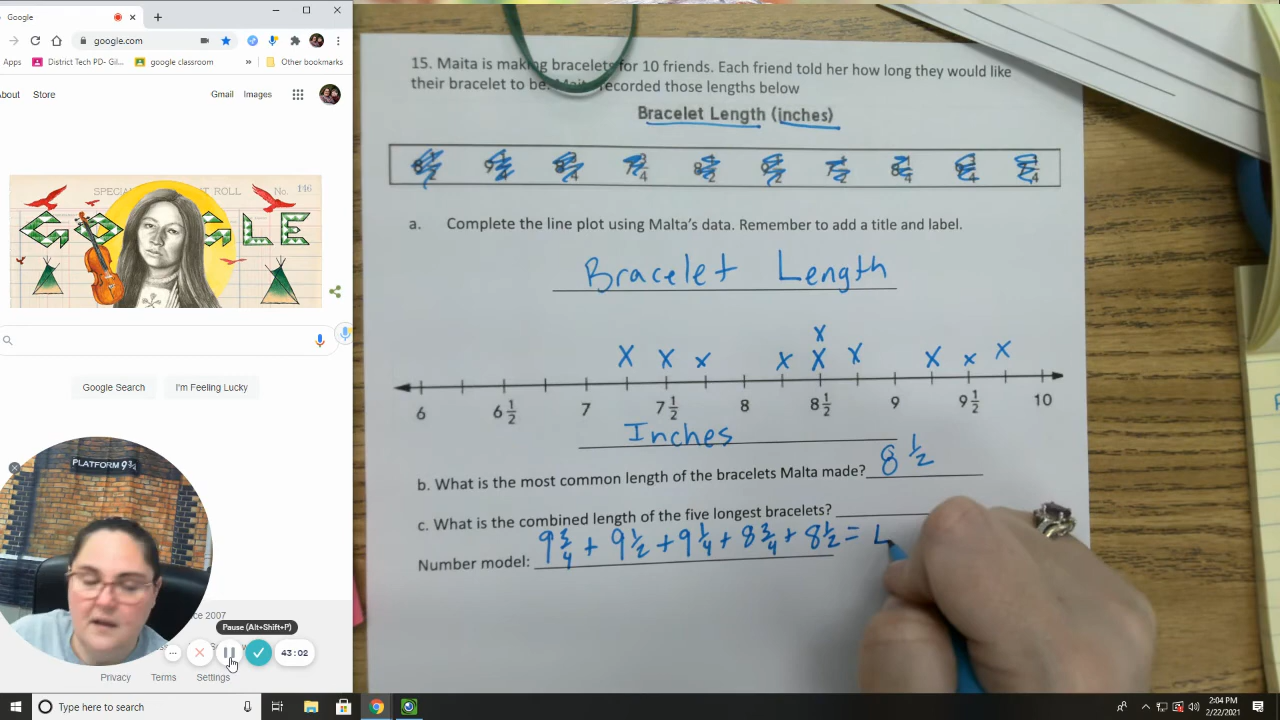 Google
google.com
Apps District Tech PD- Gil... google classroom » Other bookmarks
About Store Gmail Images
No. 146
GOOGLE
Google Search I'm Feeling Lucky
PLATFORM 9¾
Pause (Alt+Shift+P)
43:02
Privacy Terms Settings
15. Maita is making bracelets for 10 friends. Each friend told her how long they would like
their bracelet to be. recorded those lengths below
Bracelet Length (inches)
a. Complete the line plot using Malta's data. Remember to add a title and label.
Bracelet Length
X
X X X X X X X X X
6 6 1/2 7 7 1/2 8 8 1/2 9 9 1/2 10
Inches
b. What is the most common length of the bracelets Malta made? 8 1/2
c. What is the combined length of the five longest bracelets?
Number model: 9 3/4 + 9 1/2 + 9 1/4 + 8 3/4 + 8 1/2 =
Type here to search
2:04 PM
2/22/2021